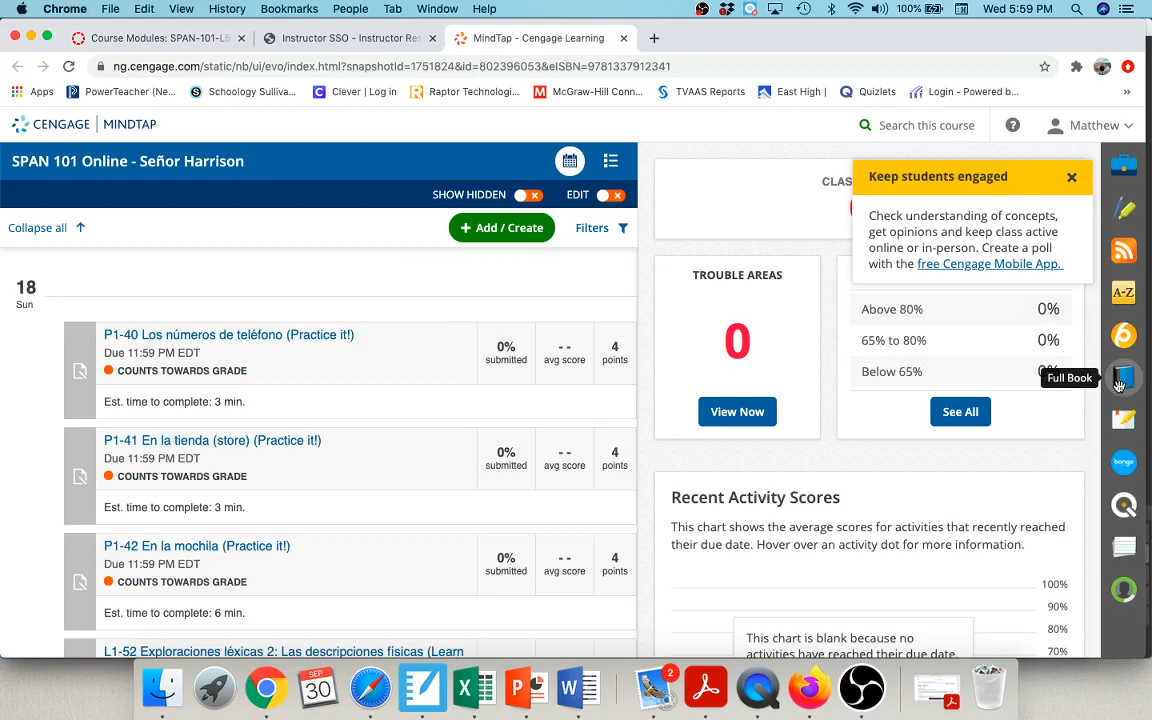 Chrome File Edit View History Bookmarks People Tab Window Help 100% Wed 5:59 PM
Course Modules: SPAN-101-LE × Instructor SSO - Instructor Res × MindTap - Cengage Learning × +
ng.cengage.com/static/nb/ui/evo/index.html?snapshotId=1751824&id=802396053&eISBN=9781337912341
Apps PowerTeacher (Ne... Schoology Sulliva... Clever | Log in Raptor Technologi... McGraw-Hill Conn... TVAAS Reports East High | Quizlets Login - Powered b... »
CENGAGE | MINDTAP
Search this course
Matthew
SPAN 101 Online - Señor Harrison
SHOW HIDDEN EDIT
Collapse all
+ Add / Create
Filters
18
Sun
P1-40 Los números de teléfono (Practice it!)
Due 11:59 PM EDT
COUNTS TOWARDS GRADE
Est. time to complete: 3 min.
0%
submitted
- -
avg score
4
points
P1-41 En la tienda (store) (Practice it!)
Due 11:59 PM EDT
COUNTS TOWARDS GRADE
Est. time to complete: 3 min.
0%
submitted
- -
avg score
4
points
P1-42 En la mochila (Practice it!)
Due 11:59 PM EDT
COUNTS TOWARDS GRADE
Est. time to complete: 6 min.
0%
submitted
- -
avg score
4
points
L1-52 Exploraciones léxicas 2: Las descripciones físicas (Learn
CLAS
Keep students engaged ×
Check understanding of concepts,
get opinions and keep class active
online or in-person. Create a poll
with the free Cengage Mobile App.
TROUBLE AREAS
0
View Now
Above 80% 0%
65% to 80% 0%
Below 65%
See All
Full Book
A-Z
bongo
Recent Activity Scores
This chart shows the average scores for activities that recently reached
their due date. Hover over an activity dot for more information.
100%
90%
80%
70%
This chart is blank because no
activities have reached their due date.
SEP
30
2